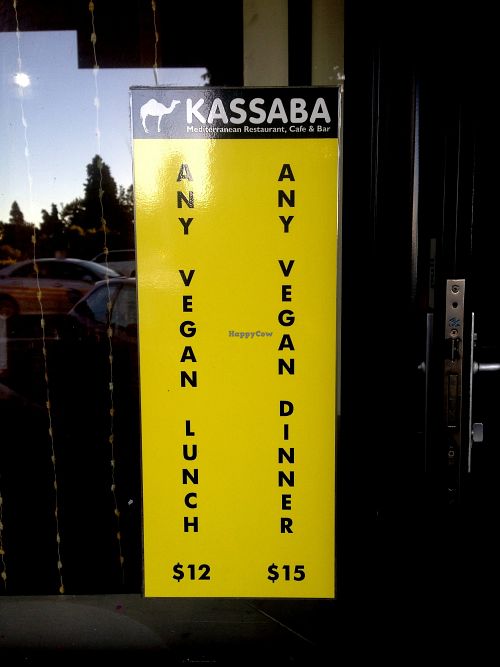 KASSABA
Mediterranean Restaurant, Cafe & Bar
ANY VEGAN LUNCH
$12
ANY VEGAN DINNER
$15
HappyCow